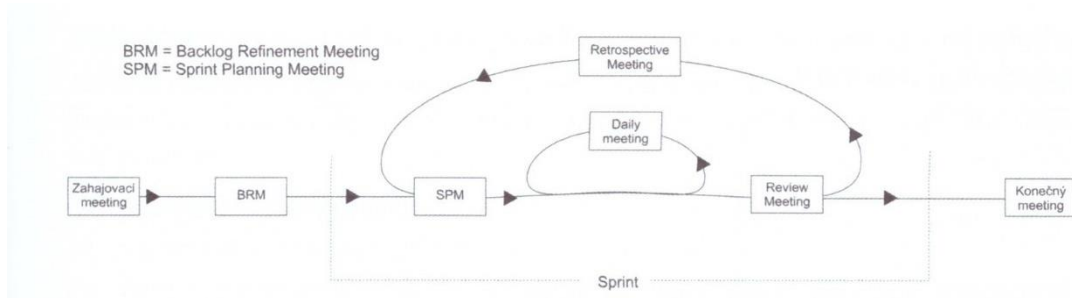 BRM = Backlog Refinement Meeting
SPM = Sprint Planning Meeting
Retrospective
Meeting
Daily
meeting
Zahajovací
meeting
BRM
SPM
Review
Meeting
Konečný
meeting
Sprint